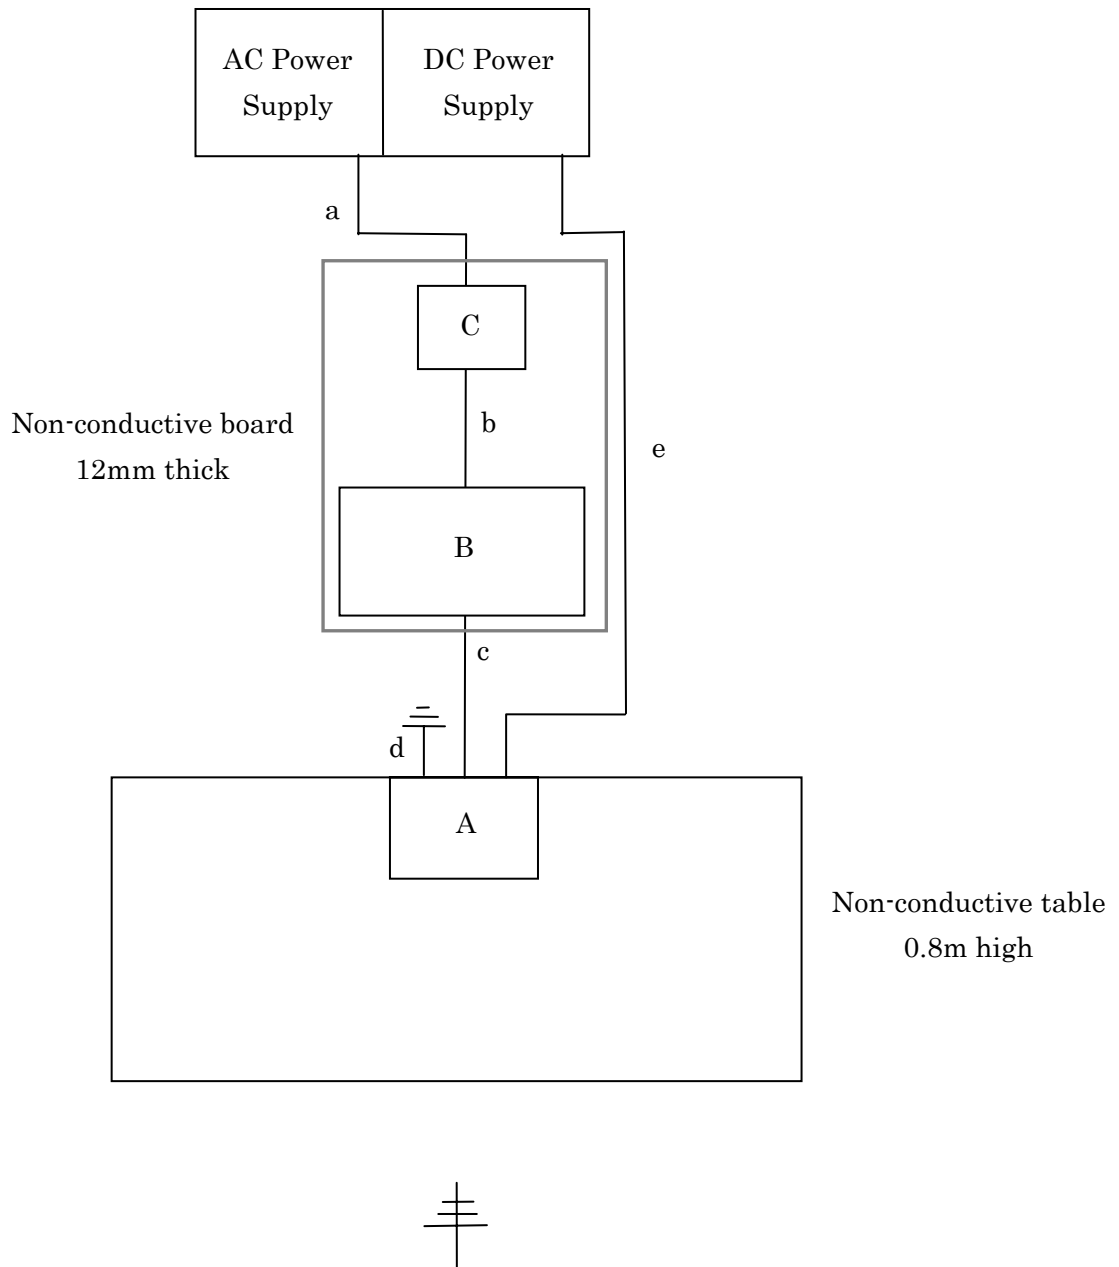 AC Power
Supply
DC Power
Supply
a
C
Non-conductive board
12mm thick
b
e
B
c
d
A
Non-conductive table
0.8m high